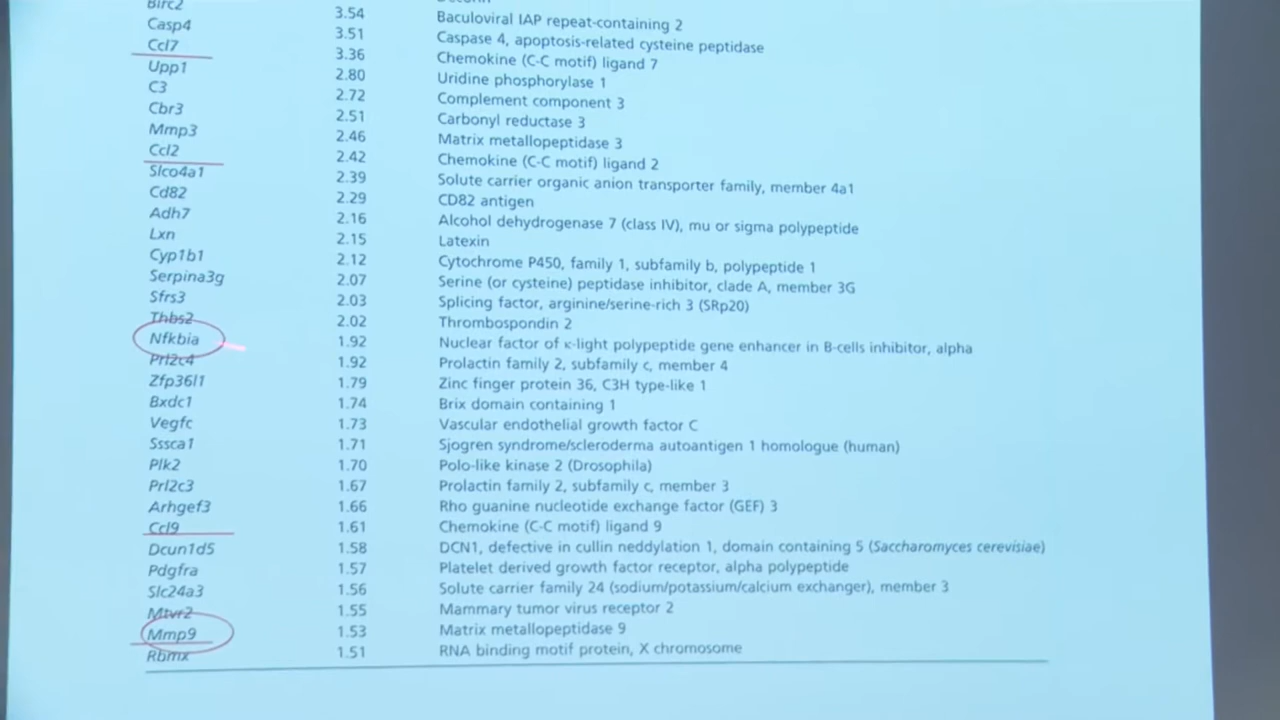 Birc2 3.54 Baculoviral IAP repeat-containing 2
Casp4 3.51 Caspase 4, apoptosis-related cysteine peptidase
Ccl7 3.36 Chemokine (C-C motif) ligand 7
Upp1 2.80 Uridine phosphorylase 1
C3 2.72 Complement component 3
Cbr3 2.51 Carbonyl reductase 3
Mmp3 2.46 Matrix metallopeptidase 3
Ccl2 2.42 Chemokine (C-C motif) ligand 2
Slco4a1 2.39 Solute carrier organic anion transporter family, member 4a1
Cd82 2.29 CD82 antigen
Adh7 2.16 Alcohol dehydrogenase 7 (class IV), mu or sigma polypeptide
Lxn 2.15 Latexin
Cyp1b1 2.12 Cytochrome P450, family 1, subfamily b, polypeptide 1
Serpina3g 2.07 Serine (or cysteine) peptidase inhibitor, clade A, member 3G
Sfrs3 2.03 Splicing factor, arginine/serine-rich 3 (SRp20)
Thbs2 2.02 Thrombospondin 2
Nfkbia 1.92 Nuclear factor of κ-light polypeptide gene enhancer in B-cells inhibitor, alpha
Prl2c4 1.92 Prolactin family 2, subfamily c, member 4
Zfp36l1 1.79 Zinc finger protein 36, C3H type-like 1
Bxdc1 1.74 Brix domain containing 1
Vegfc 1.73 Vascular endothelial growth factor C
Sssca1 1.71 Sjogren syndrome/scleroderma autoantigen 1 homologue (human)
Plk2 1.70 Polo-like kinase 2 (Drosophila)
Prl2c3 1.67 Prolactin family 2, subfamily c, member 3
Arhgef3 1.66 Rho guanine nucleotide exchange factor (GEF) 3
Ccl9 1.61 Chemokine (C-C motif) ligand 9
Dcun1d5 1.58 DCN1, defective in cullin neddylation 1, domain containing 5 (Saccharomyces cerevisiae)
Pdgfra 1.57 Platelet derived growth factor receptor, alpha polypeptide
Slc24a3 1.56 Solute carrier family 24 (sodium/potassium/calcium exchanger), member 3
Mtvr2 1.55 Mammary tumor virus receptor 2
Mmp9 1.53 Matrix metallopeptidase 9
Rbmx 1.51 RNA binding motif protein, X chromosome